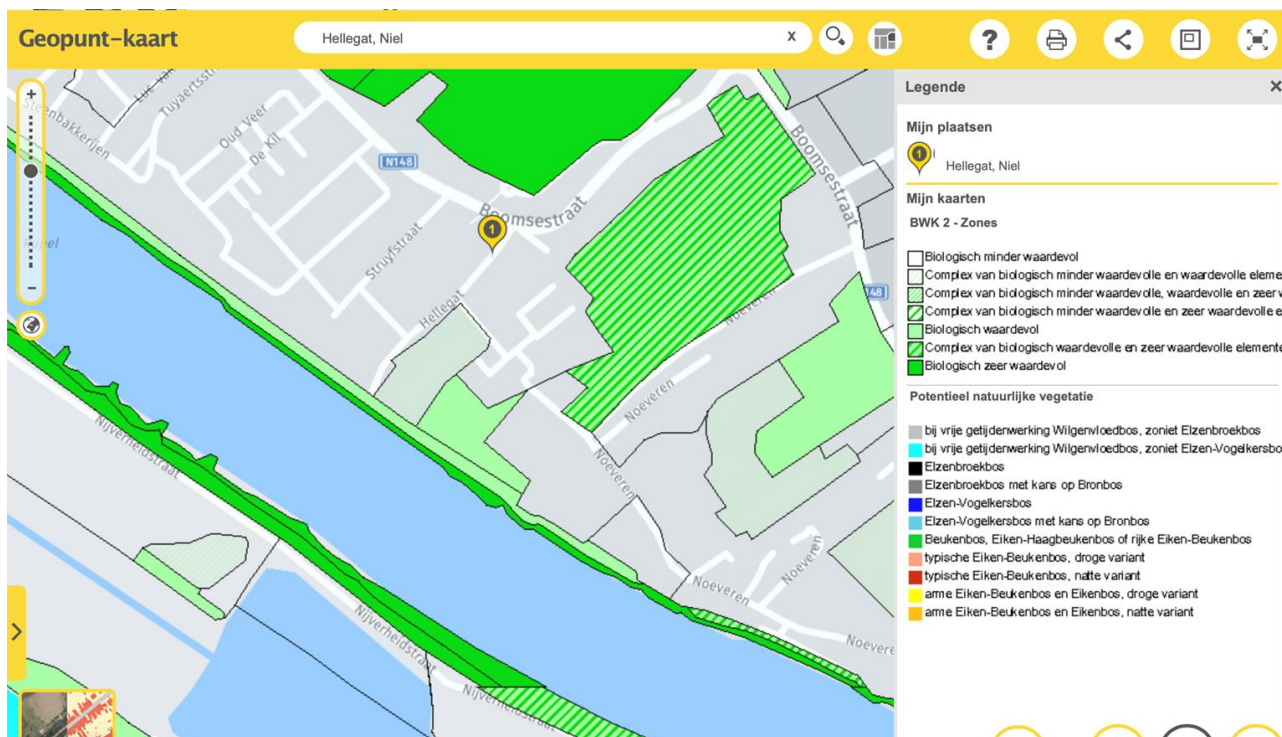 Geopunt-kaart
Hellegat, Niel
x
?
Legende
×
Mijn plaatsen
1
Hellegat, Niel
Mijn kaarten
BWK 2 - Zones
Biologisch minder waardevol
Complex van biologisch minder waardevolle en waardevolle eleme
Complex van biologisch minder waardevolle, waardevolle en zeer
Complex van biologisch minder waardevolle en zeer waardevolle e
Biologisch waardevol
Complex van biologisch waardevolle en zeer waardevolle elemente
Biologisch zeer waardevol
Potentieel natuurlijke vegetatie
bij vrije getijdenwerking Wilgenvloedbos, zoniet Elzenbroekbos
bij vrije getijdenwerking Wilgenvloedbos, zoniet Elzen-Vogelkersbo
Elzenbroekbos
Elzenbroekbos met kans op Bronbos
Elzen-Vogelkersbos
Elzen-Vogelkersbos met kans op Bronbos
Beukenbos, Eiken-Haagbeukenbos of rijke Eiken-Beukenbos
typische Eiken-Beukenbos, droge variant
typische Eiken-Beukenbos, natte variant
arme Eiken-Beukenbos en Eikenbos, droge variant
arme Eiken-Beukenbos en Eikenbos, natte variant
+
−
Steenbakkerijen
Tuyaertsstr
Oud Veer
De Kil
N148
Boomsestraat
Boomsestraat
1
Struyfstraat
Hellegat
48
Noeveren
Noeveren
Noeveren
Noeveren
Noeveren
Noevere
Nijverheidstraat
Nijverheidstraat
Nijverheidstraat